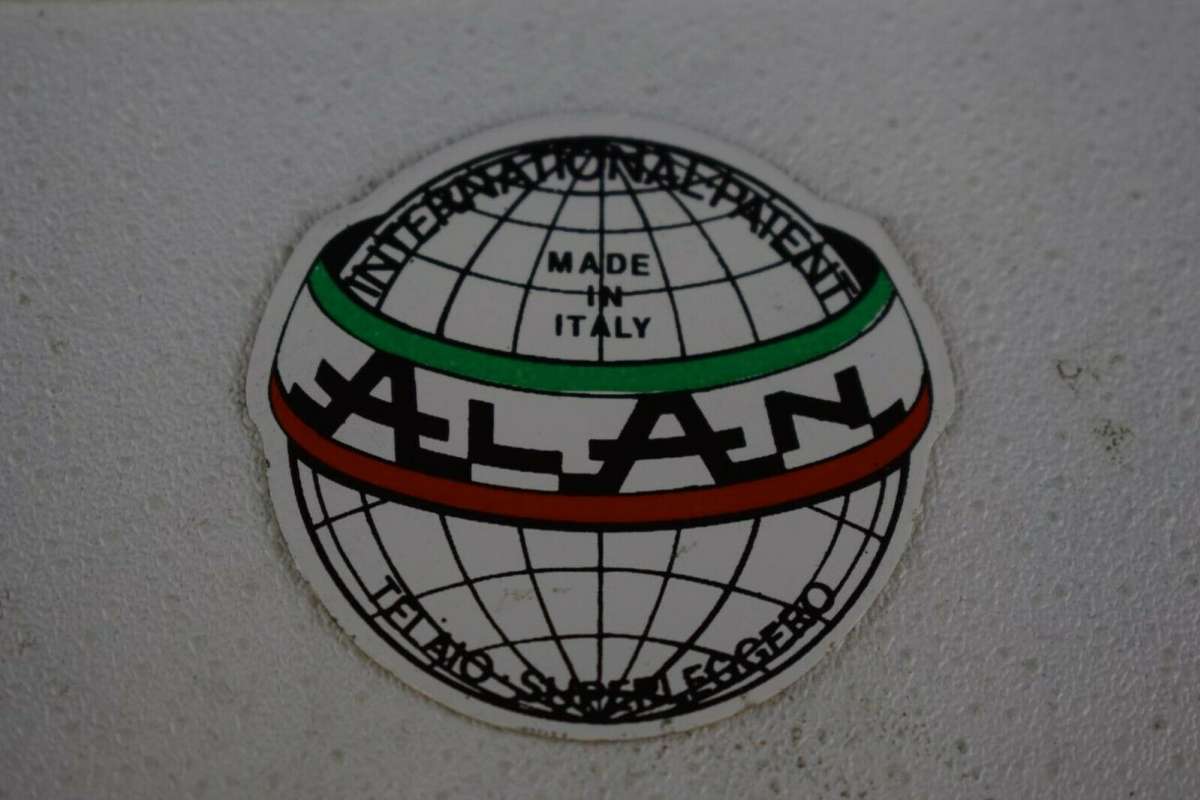 INTERNATIONAL PATENT
MADE
IN
ITALY
ALAN
TELAIO · SUPERLEGGERO